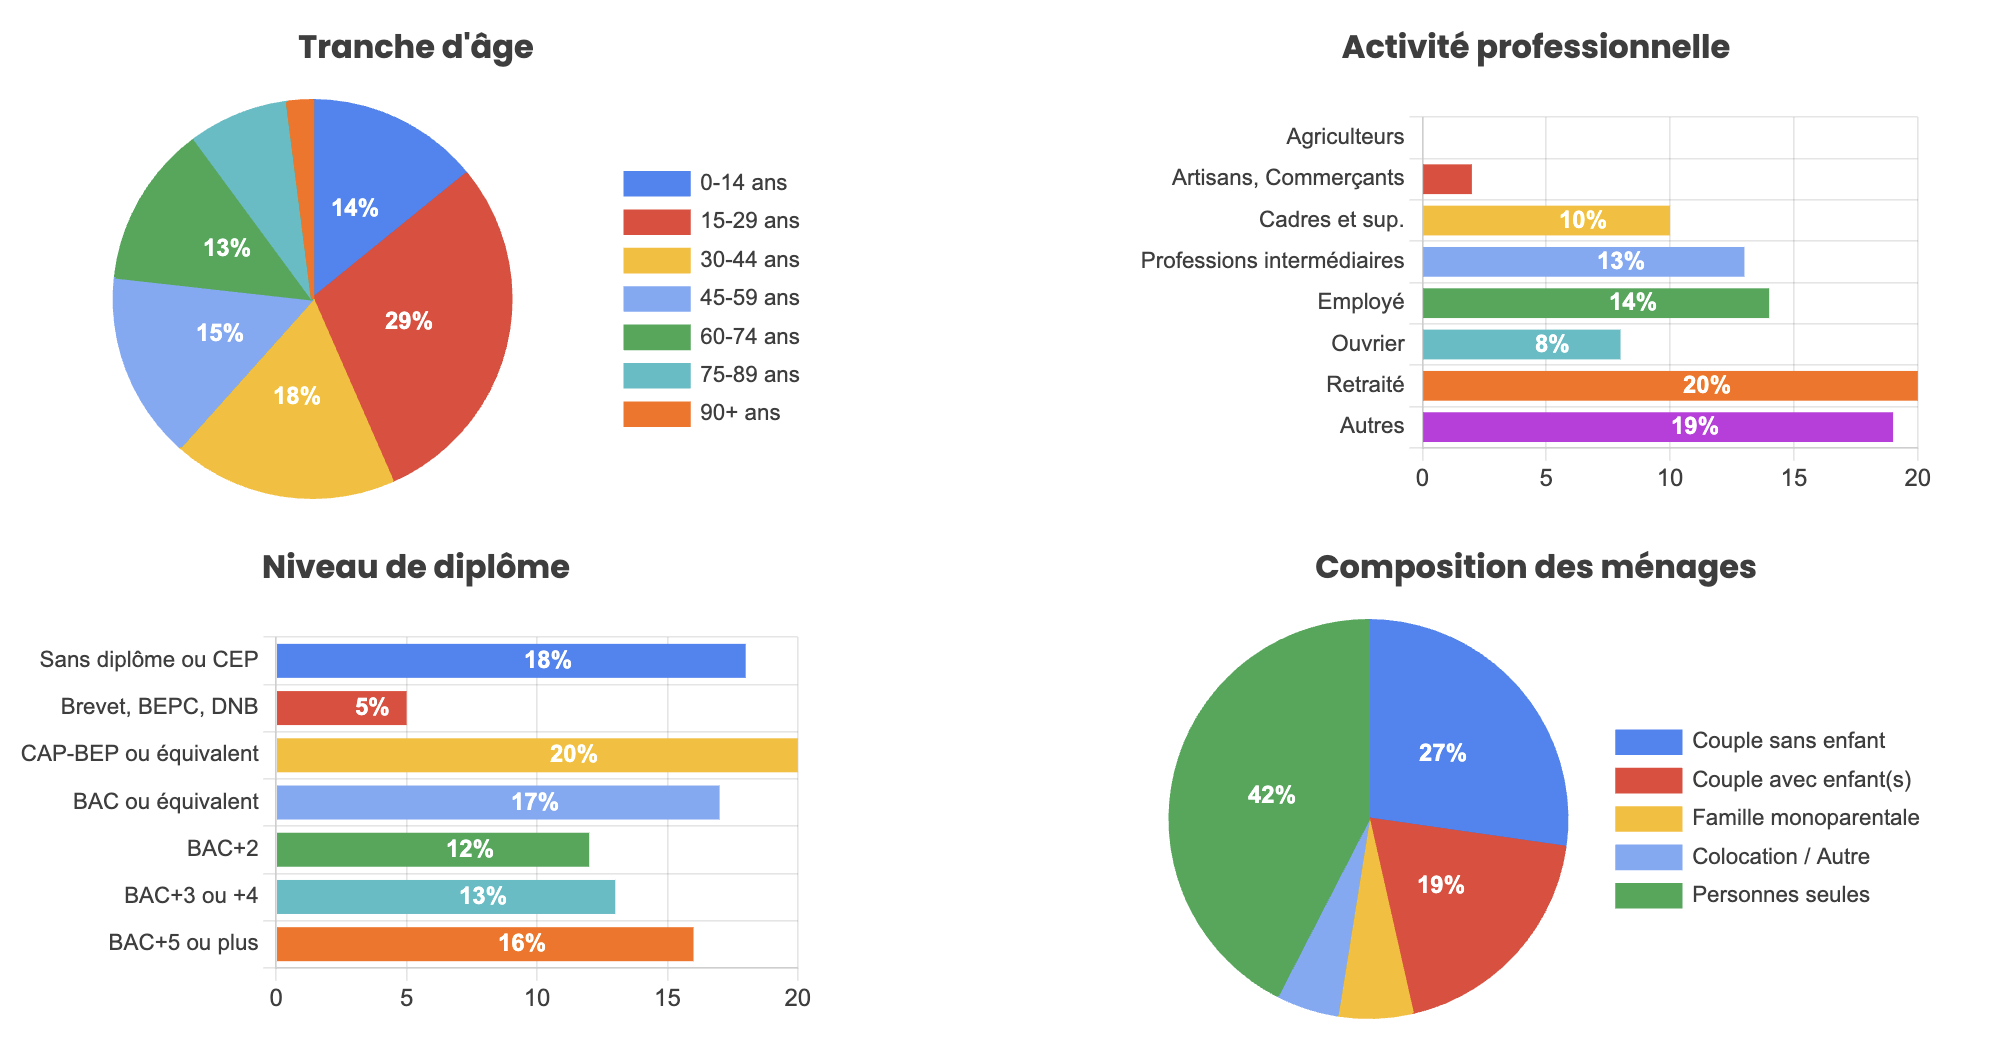 Tranche d'âge
14%
29%
18%
15%
13%
0-14 ans
15-29 ans
30-44 ans
45-59 ans
60-74 ans
75-89 ans
90+ ans
Activité professionnelle
Agriculteurs
Artisans, Commerçants
Cadres et sup. 10%
Professions intermédiaires 13%
Employé 14%
Ouvrier 8%
Retraité 20%
Autres 19%
0 5 10 15 20
Niveau de diplôme
Sans diplôme ou CEP 18%
Brevet, BEPC, DNB 5%
CAP-BEP ou équivalent 20%
BAC ou équivalent 17%
BAC+2 12%
BAC+3 ou +4 13%
BAC+5 ou plus 16%
0 5 10 15 20
Composition des ménages
27%
19%
42%
Couple sans enfant
Couple avec enfant(s)
Famille monoparentale
Colocation / Autre
Personnes seules